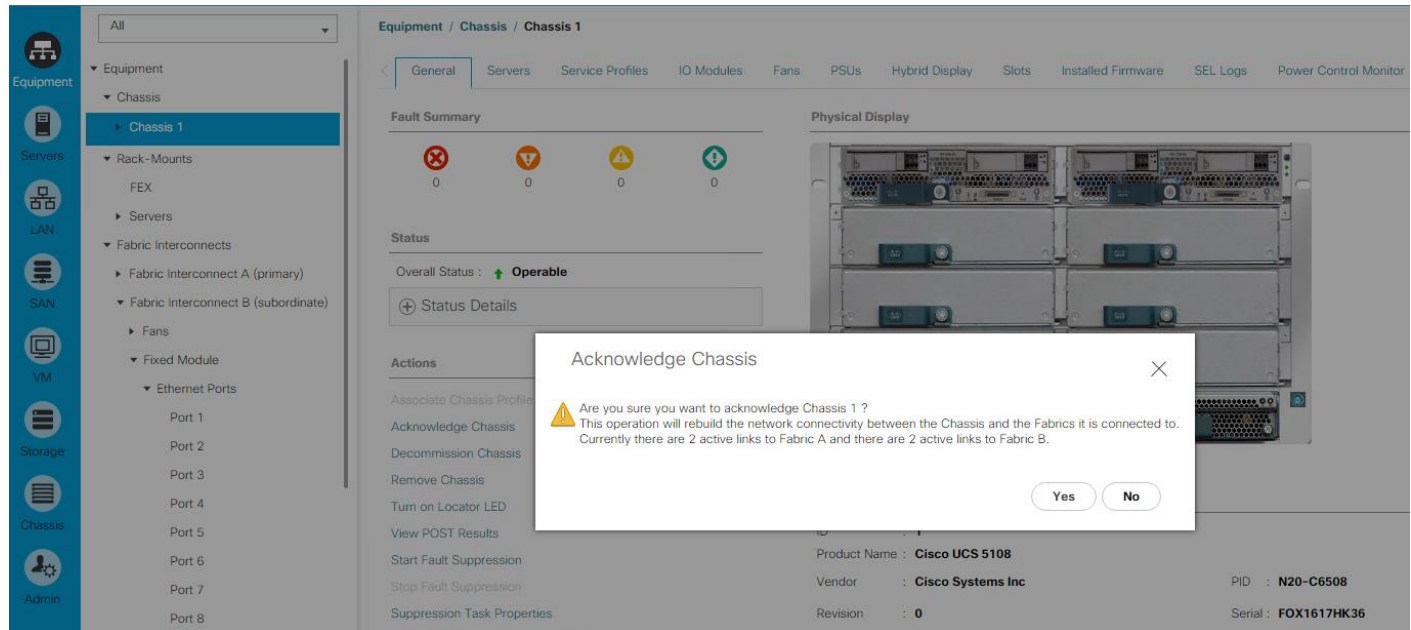 Equipment
Servers
LAN
SAN
VM
Storage
Chassis
Admin
All
Equipment
Chassis
Chassis 1
Rack-Mounts
FEX
Servers
Fabric Interconnects
Fabric Interconnect A (primary)
Fabric Interconnect B (subordinate)
Fans
Fixed Module
Ethernet Ports
Port 1
Port 2
Port 3
Port 4
Port 5
Port 6
Port 7
Port 8
Equipment / Chassis / Chassis 1
General Servers Service Profiles IO Modules Fans PSUs Hybrid Display Slots Installed Firmware SEL Logs Power Control Monitor
Fault Summary
0 0 0 0
Status
Overall Status : Operable
Status Details
Actions
Associate Chassis Profile
Acknowledge Chassis
Decommission Chassis
Remove Chassis
Turn on Locator LED
View POST Results
Start Fault Suppression
Stop Fault Suppression
Suppression Task Properties
Physical Display
Acknowledge Chassis
Are you sure you want to acknowledge Chassis 1 ?
This operation will rebuild the network connectivity between the Chassis and the Fabrics it is connected to.
Currently there are 2 active links to Fabric A and there are 2 active links to Fabric B.
Yes No
Product Name : Cisco UCS 5108
Vendor : Cisco Systems Inc PID : N20-C6508
Revision : 0 Serial : FOX1617HK36